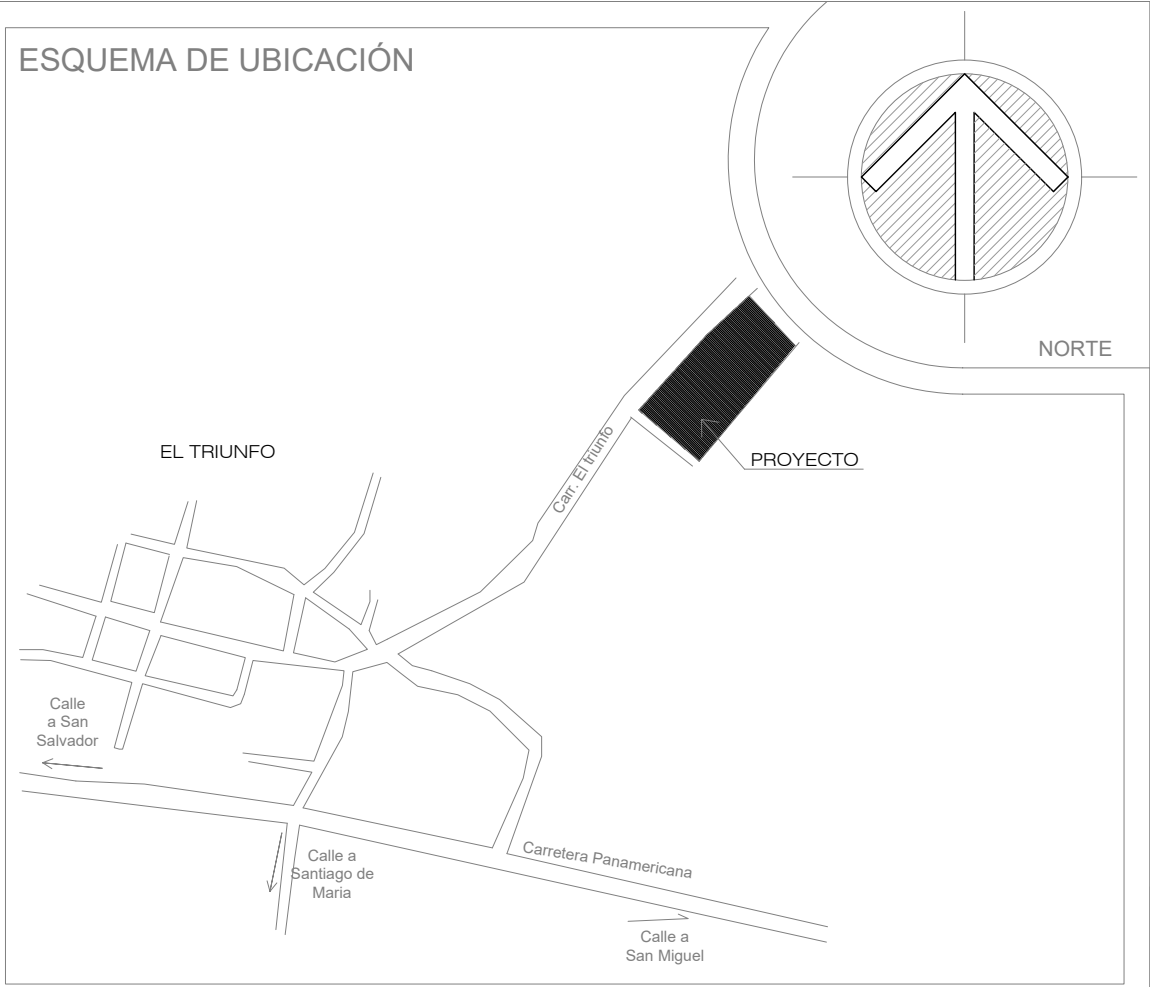 ESQUEMA DE UBICACIÓN
NORTE
EL TRIUNFO
Carr. El triunfo
PROYECTO
Calle
a San
Salvador
Calle a
Santiago de
Maria
Carretera Panamericana
Calle a
San Miguel